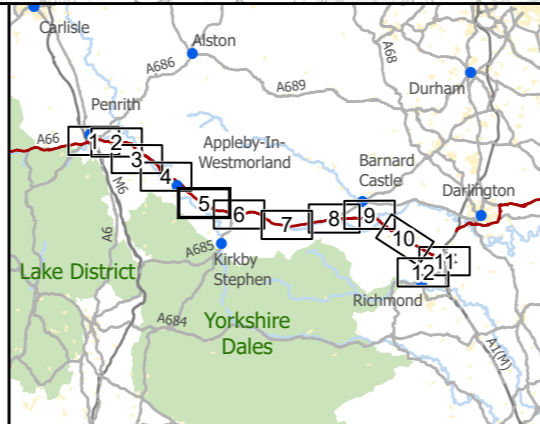 Carlisle
Alston
A686
A68
A689
Durham
Penrith
A66
1
2
3
4
5
6
7
8
9
10
11
12
Appleby-In-
Westmorland
Barnard
Castle
Darlington
M6
A6
A685
Kirkby
Stephen
Lake District
Richmond
A684
Yorkshire
Dales
A1(M)